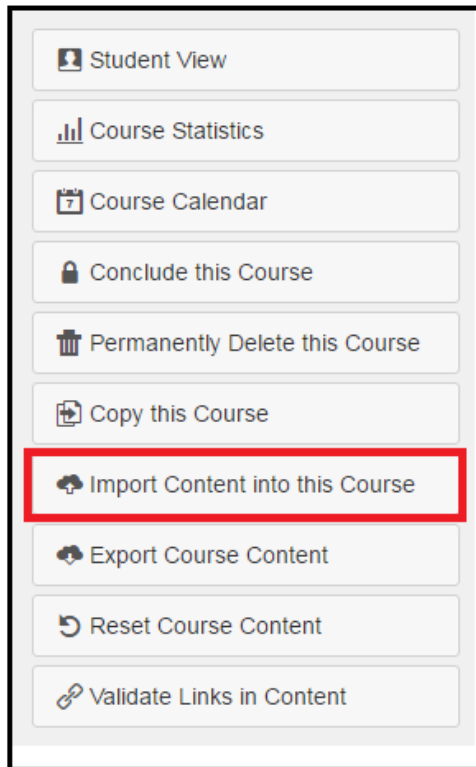 Student View
Course Statistics
7 Course Calendar
Conclude this Course
Permanently Delete this Course
Copy this Course
Import Content into this Course
Export Course Content
Reset Course Content
Validate Links in Content